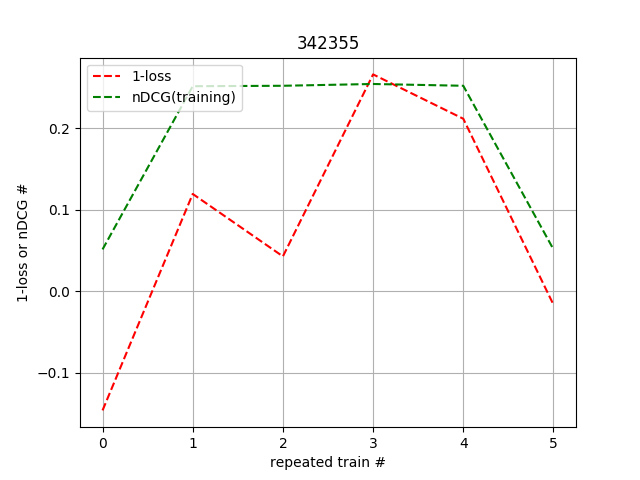 342355
1-loss
nDCG(training)
0.2
0.1
0.0
−0.1
1-loss or nDCG #
0 1 2 3 4 5
repeated train #